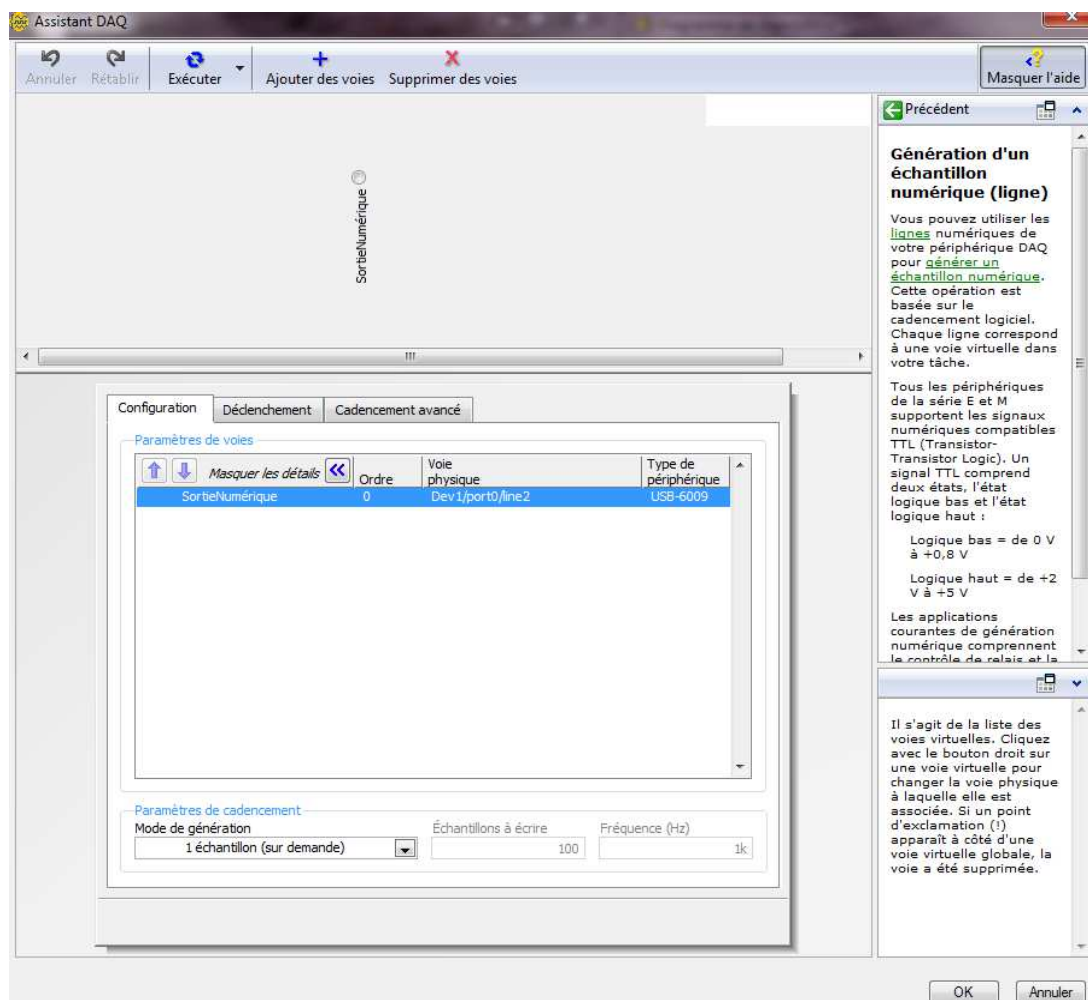 Assistant DAQ
Annuler Rétablir Exécuter Ajouter des voies Supprimer des voies Masquer l'aide
SortieNumérique
Configuration Déclenchement Cadencement avancé
Paramètres de voies
Masquer les détails Ordre Voie physique Type de périphérique
SortieNumérique 0 Dev1/port0/line2 USB-6009
Paramètres de cadencement
Mode de génération Échantillons à écrire Fréquence (Hz)
1 échantillon (sur demande) 100 1k
Précédent
Génération d'un
échantillon
numérique (ligne)
Vous pouvez utiliser les
lignes numériques de
votre périphérique DAQ
pour générer un
échantillon numérique.
Cette opération est
basée sur le
cadencement logiciel.
Chaque ligne correspond
à une voie virtuelle dans
votre tâche.
Tous les périphériques
de la série E et M
supportent les signaux
numériques compatibles
TTL (Transistor-
Transistor Logic). Un
signal TTL comprend
deux états, l'état
logique bas et l'état
logique haut :
Logique bas = de 0 V
à +0,8 V
Logique haut = de +2
V à +5 V
Les applications
courantes de génération
numérique comprennent
le contrôle de relais et la
Il s'agit de la liste des
voies virtuelles. Cliquez
avec le bouton droit sur
une voie virtuelle pour
changer la voie physique
à laquelle elle est
associée. Si un point
d'exclamation (!)
apparaît à côté d'une
voie virtuelle globale, la
voie a été supprimée.
OK Annuler